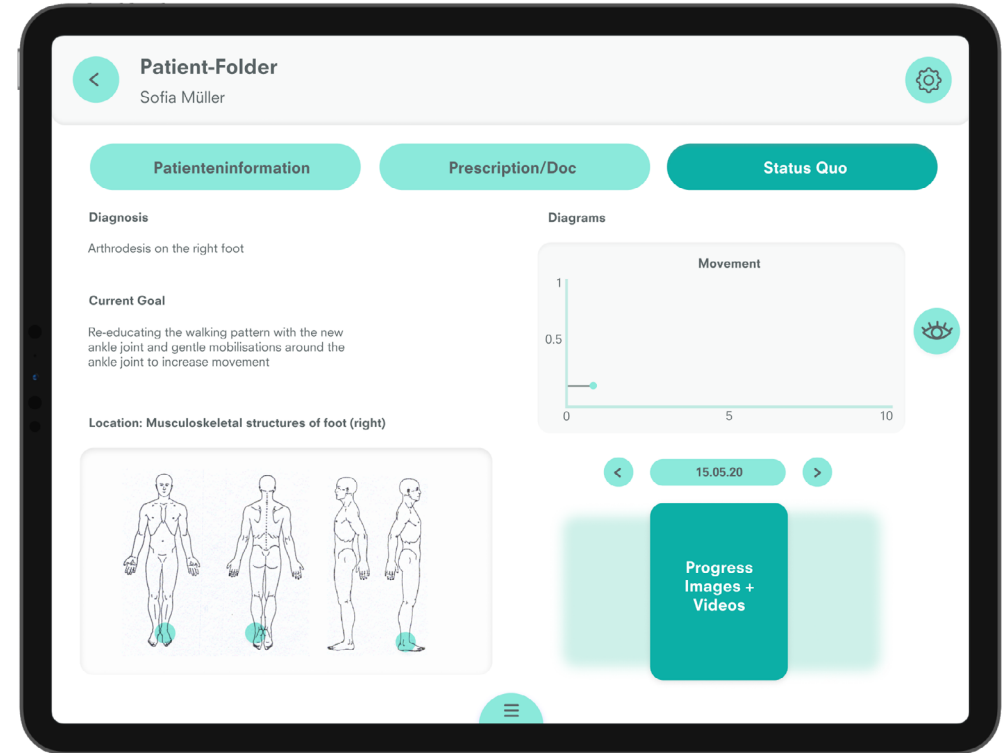 Patient-Folder
Sofia Müller
Patienteninformation
Prescription/Doc
Status Quo
Diagnosis
Arthrodesis on the right foot
Current Goal
Re-educating the walking pattern with the new
ankle joint and gentle mobilisations around the
ankle joint to increase movement
Location: Musculoskeletal structures of foot (right)
Diagrams
Movement
1
0.5
0
5
10
<
15.05.20
>
Progress
Images +
Videos